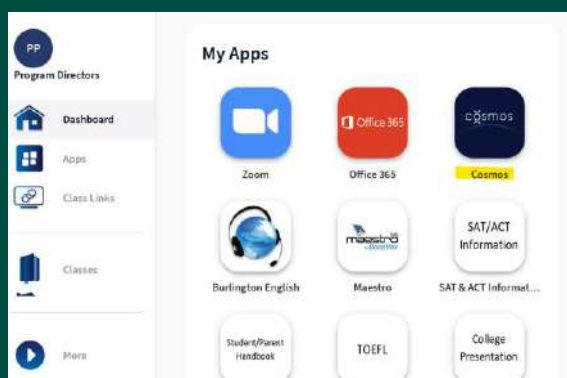 PP
Program Directors
Dashboard
Apps
Class Links
Classes
More
My Apps
Zoom
Office 365
Office 365
cosmos
Cosmos
Burlington English
maestro
Maestro
SAT/ACT
Information
SAT & ACT Informat...
Student/Parent
Handbook
TOEFL
College
Presentation